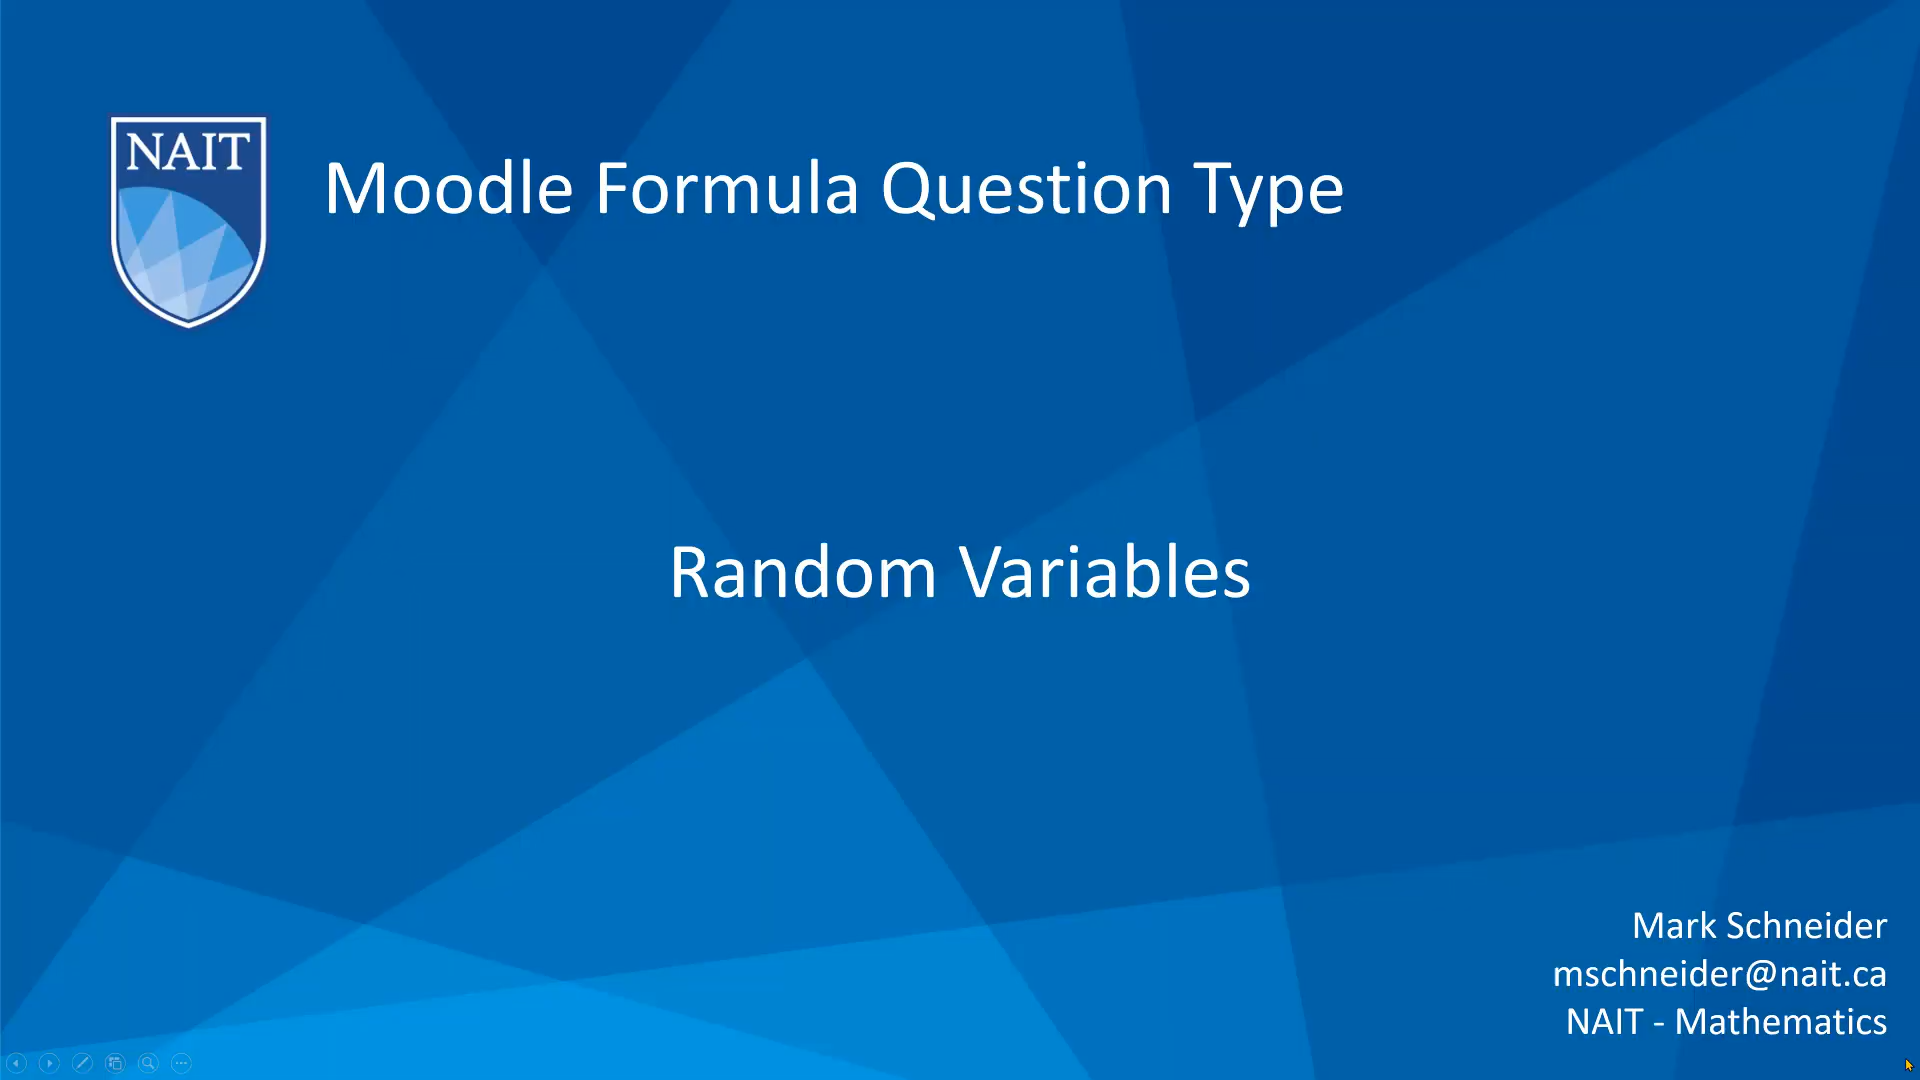 NAIT
Moodle Formula Question Type
Random Variables
Mark Schneider
mschneider@nait.ca
NAIT - Mathematics